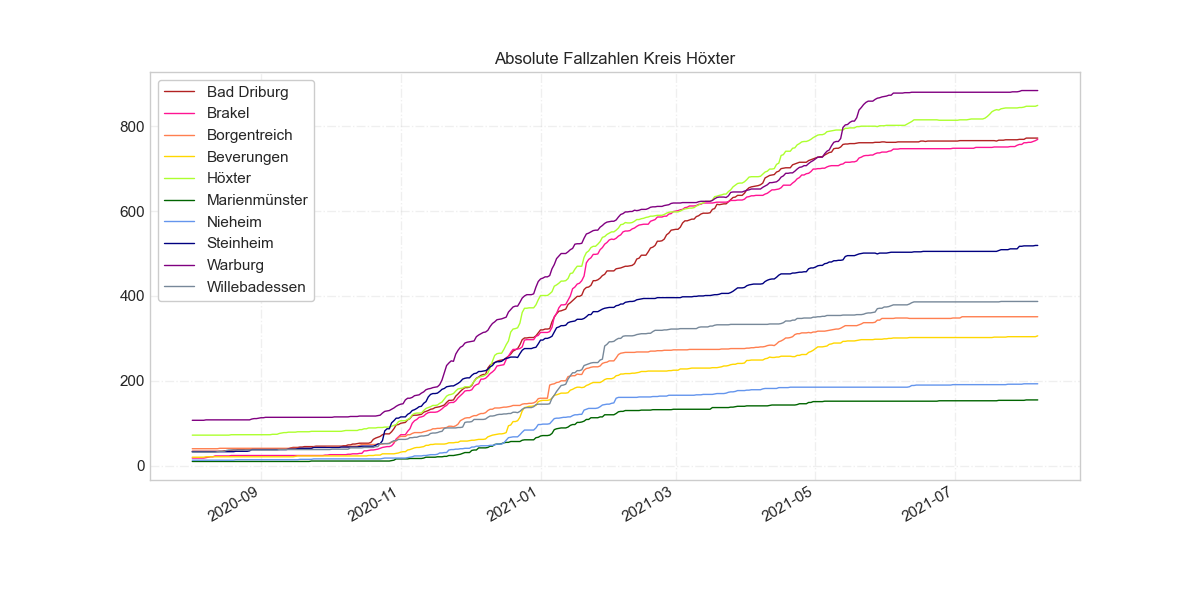 Absolute Fallzahlen Kreis Höxter
Bad Driburg
Brakel
Borgentreich
Beverungen
Höxter
Marienmünster
Nieheim
Steinheim
Warburg
Willebadessen
800
600
400
200
0
2020-09
2020-11
2021-01
2021-03
2021-05
2021-07